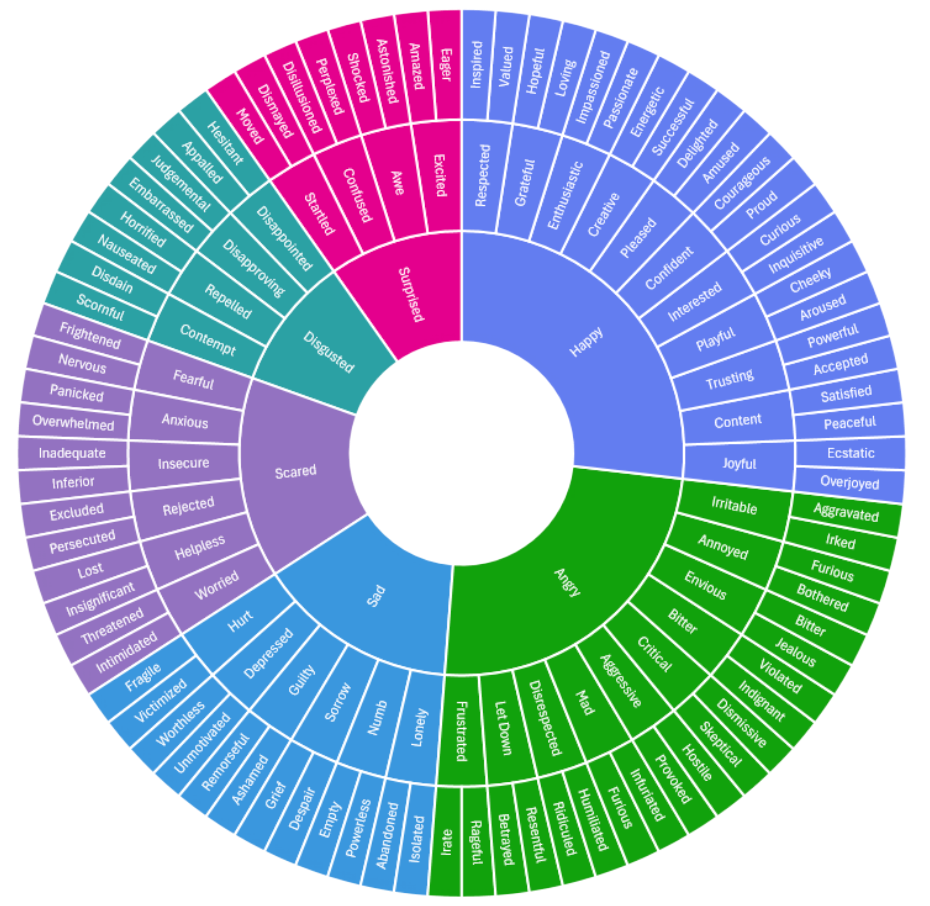 Happy
Angry
Sad
Scared
Disgusted
Surprised
Respected
Grateful
Enthusiastic
Creative
Pleased
Confident
Interested
Playful
Trusting
Content
Joyful
Irritable
Annoyed
Envious
Bitter
Critical
Aggressive
Mad
Disrespected
Let Down
Frustrated
Lonely
Numb
Sorrow
Guilty
Depressed
Hurt
Worried
Helpless
Rejected
Insecure
Anxious
Fearful
Contempt
Repelled
Disapproving
Disappointed
Startled
Confused
Awe
Excited
Inspired
Valued
Hopeful
Loving
Impassioned
Passionate
Energetic
Successful
Delighted
Amused
Courageous
Proud
Curious
Inquisitive
Cheeky
Aroused
Powerful
Accepted
Satisfied
Peaceful
Ecstatic
Overjoyed
Aggravated
Irked
Furious
Bothered
Bitter
Jealous
Violated
Indignant
Dismissive
Skeptical
Hostile
Provoked
Infuriated
Furious
Humiliated
Ridiculed
Resentful
Betrayed
Rageful
Irate
Isolated
Abandoned
Powerless
Empty
Despair
Grief
Ashamed
Remorseful
Unmotivated
Worthless
Victimized
Fragile
Intimidated
Threatened
Insignificant
Lost
Persecuted
Excluded
Inferior
Inadequate
Overwhelmed
Panicked
Nervous
Frightened
Scornful
Disdain
Nauseated
Horrified
Embarrassed
Judgemental
Appalled
Hesitant
Moved
Dismayed
Disillusioned
Perplexed
Shocked
Astonished
Amazed
Eager